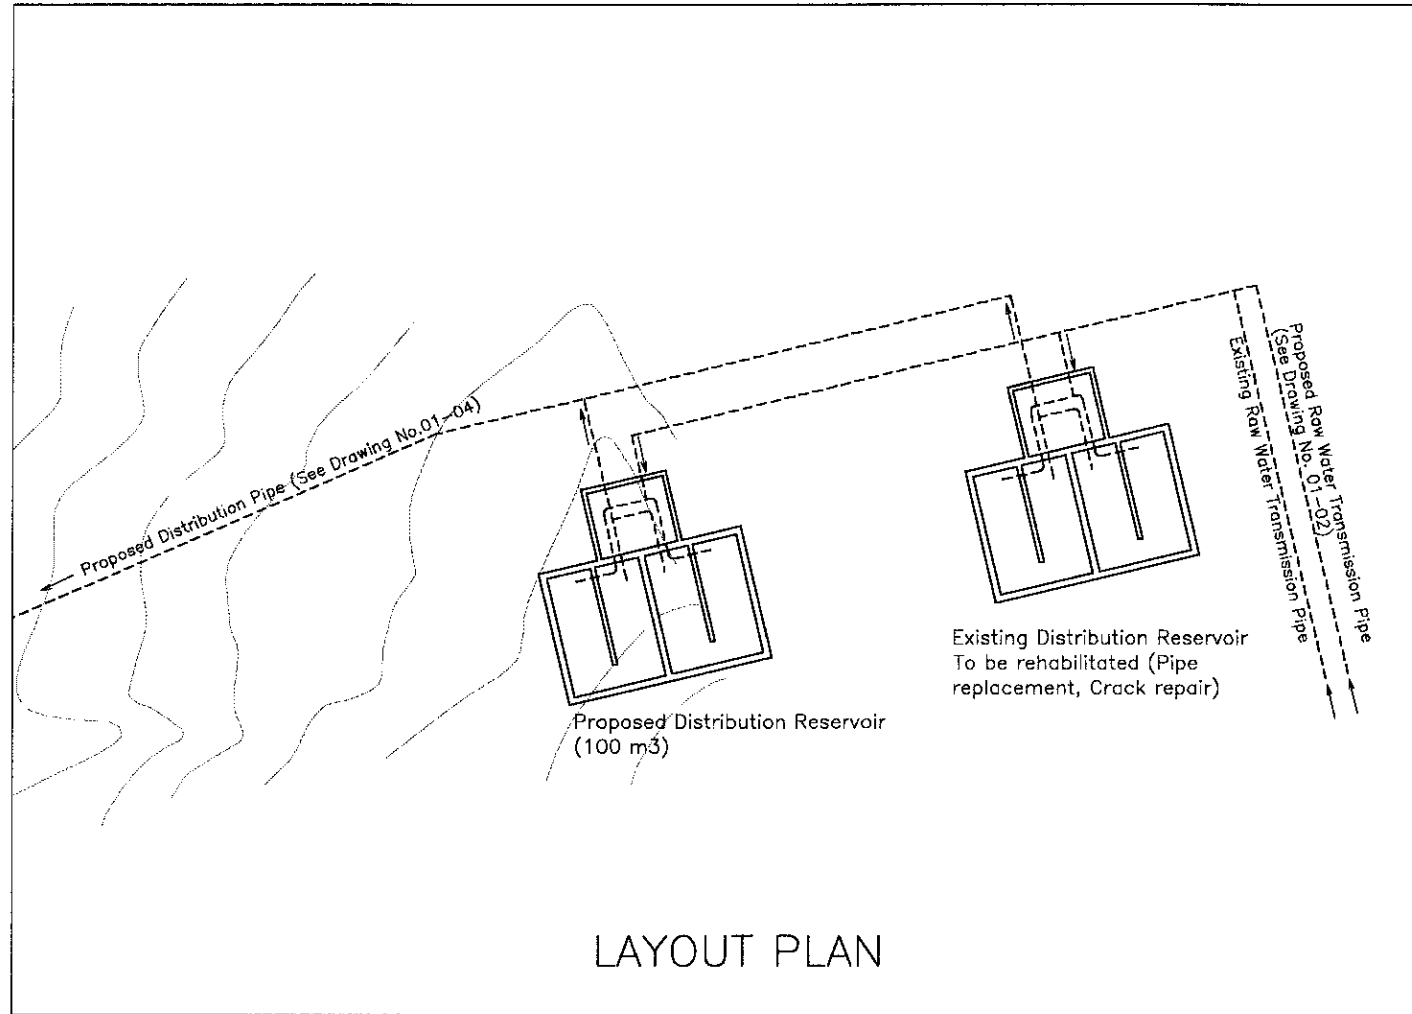 Proposed Distribution Pipe (See Drawing No.01-04)
Proposed Raw Water Transmission Pipe
(See Drawing No. 01-02)
Existing Raw Water Transmission Pipe
Existing Distribution Reservoir
To be rehabilitated (Pipe
replacement, Crack repair)
Proposed Distribution Reservoir
(100 m3)
LAYOUT PLAN